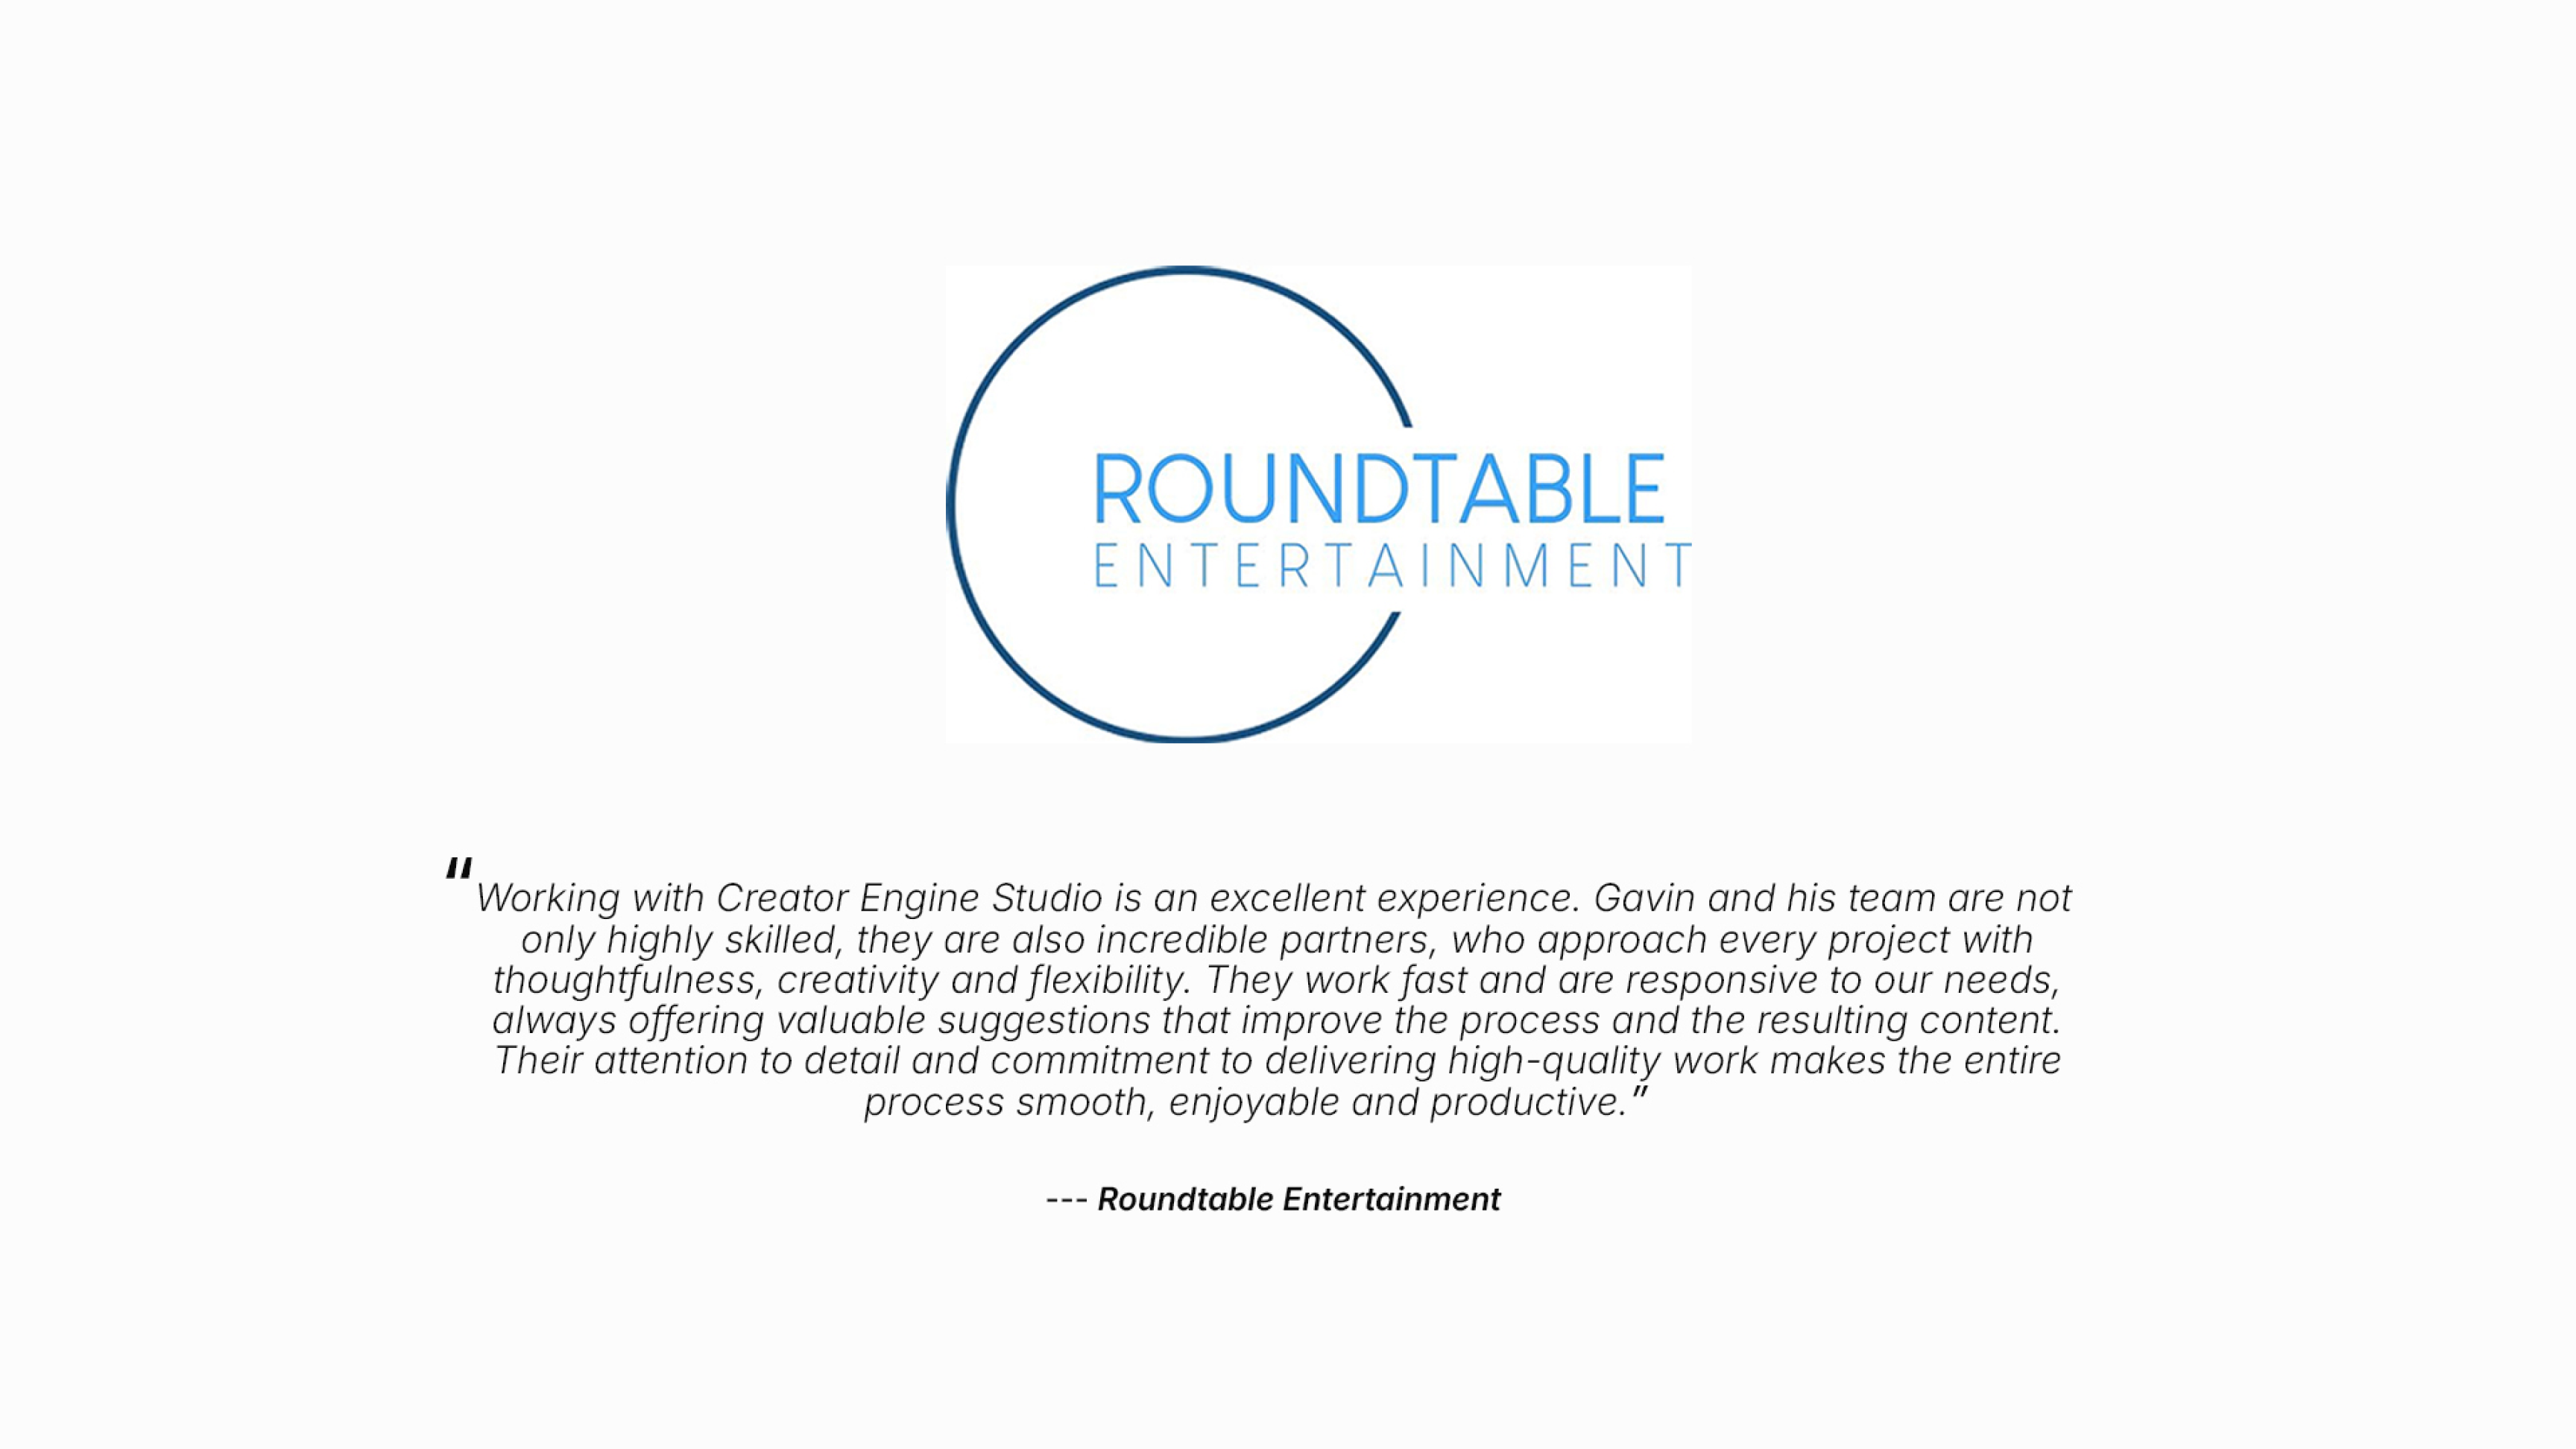 ROUNDTABLE
ENTERTAINMENT
“Working with Creator Engine Studio is an excellent experience. Gavin and his team are not
only highly skilled, they are also incredible partners, who approach every project with
thoughtfulness, creativity and flexibility. They work fast and are responsive to our needs,
always offering valuable suggestions that improve the process and the resulting content.
Their attention to detail and commitment to delivering high-quality work makes the entire
process smooth, enjoyable and productive.”
--- Roundtable Entertainment